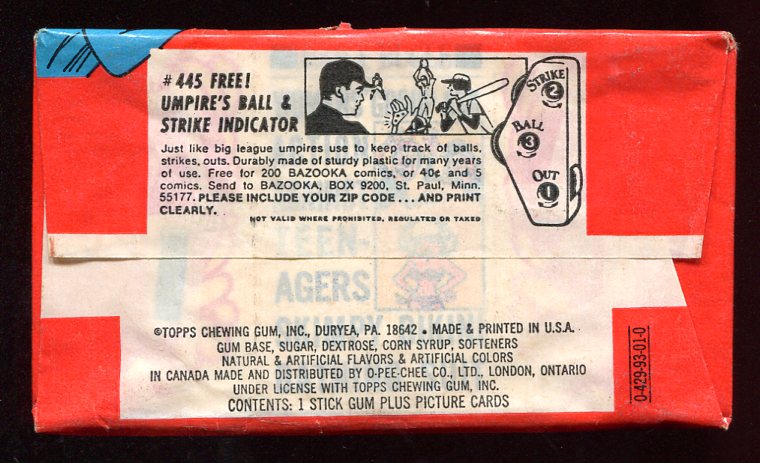 #445 FREE!
UMPIRE'S BALL &
STRIKE INDICATOR
STRIKE
2
BALL
3
OUT
1
Just like big league umpires use to keep track of balls,
strikes, outs. Durably made of sturdy plastic for many years
of use. Free for 200 BAZOOKA comics, or 40¢ and 5
comics. Send to BAZOOKA, BOX 9200, St. Paul, Minn.
55177. PLEASE INCLUDE YOUR ZIP CODE . . . AND PRINT
CLEARLY.
NOT VALID WHERE PROHIBITED, REGULATED OR TAXED
TEEN-
AGERS
©TOPPS CHEWING GUM, INC., DURYEA, PA. 18642 • MADE & PRINTED IN U.S.A.
GUM BASE, SUGAR, DEXTROSE, CORN SYRUP, SOFTENERS
NATURAL & ARTIFICIAL FLAVORS & ARTIFICIAL COLORS
IN CANADA MADE AND DISTRIBUTED BY O-PEE-CHEE CO., LTD., LONDON, ONTARIO
UNDER LICENSE WITH TOPPS CHEWING GUM, INC.
CONTENTS: 1 STICK GUM PLUS PICTURE CARDS
0-429-93-01-0